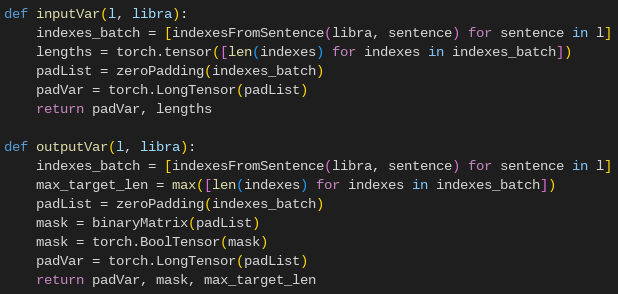 def inputVar(l, libra):
    indexes_batch = [indexesFromSentence(libra, sentence) for sentence in l]
    lengths = torch.tensor([len(indexes) for indexes in indexes_batch])
    padList = zeroPadding(indexes_batch)
    padVar = torch.LongTensor(padList)
    return padVar, lengths

def outputVar(l, libra):
    indexes_batch = [indexesFromSentence(libra, sentence) for sentence in l]
    max_target_len = max([len(indexes) for indexes in indexes_batch])
    padList = zeroPadding(indexes_batch)
    mask = binaryMatrix(padList)
    mask = torch.BoolTensor(mask)
    padVar = torch.LongTensor(padList)
    return padVar, mask, max_target_len